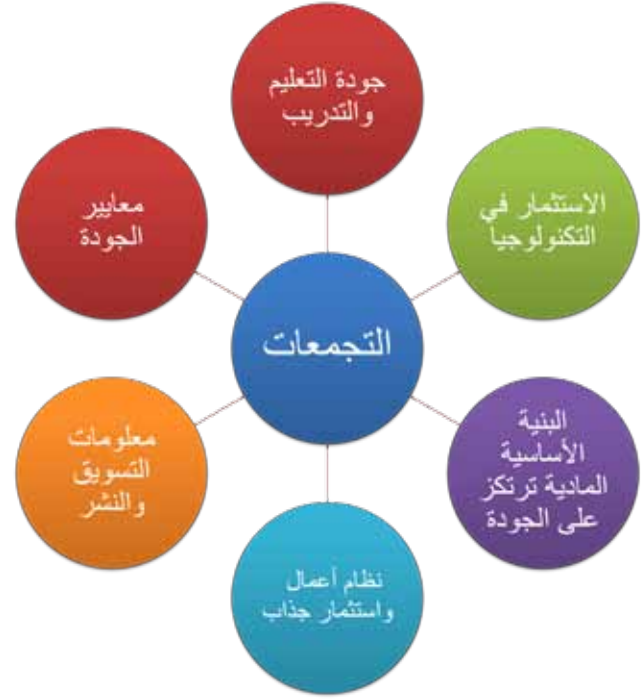 جودة التعليم
والتدريب
الاستثمار في
التكنولوجيا
معايير
الجودة
التجمعات
البنية
الأساسية
المادية ترتكز
على الجودة
معلومات
التسويق
والنشر
نظام أعمال
واستثمار جذاب